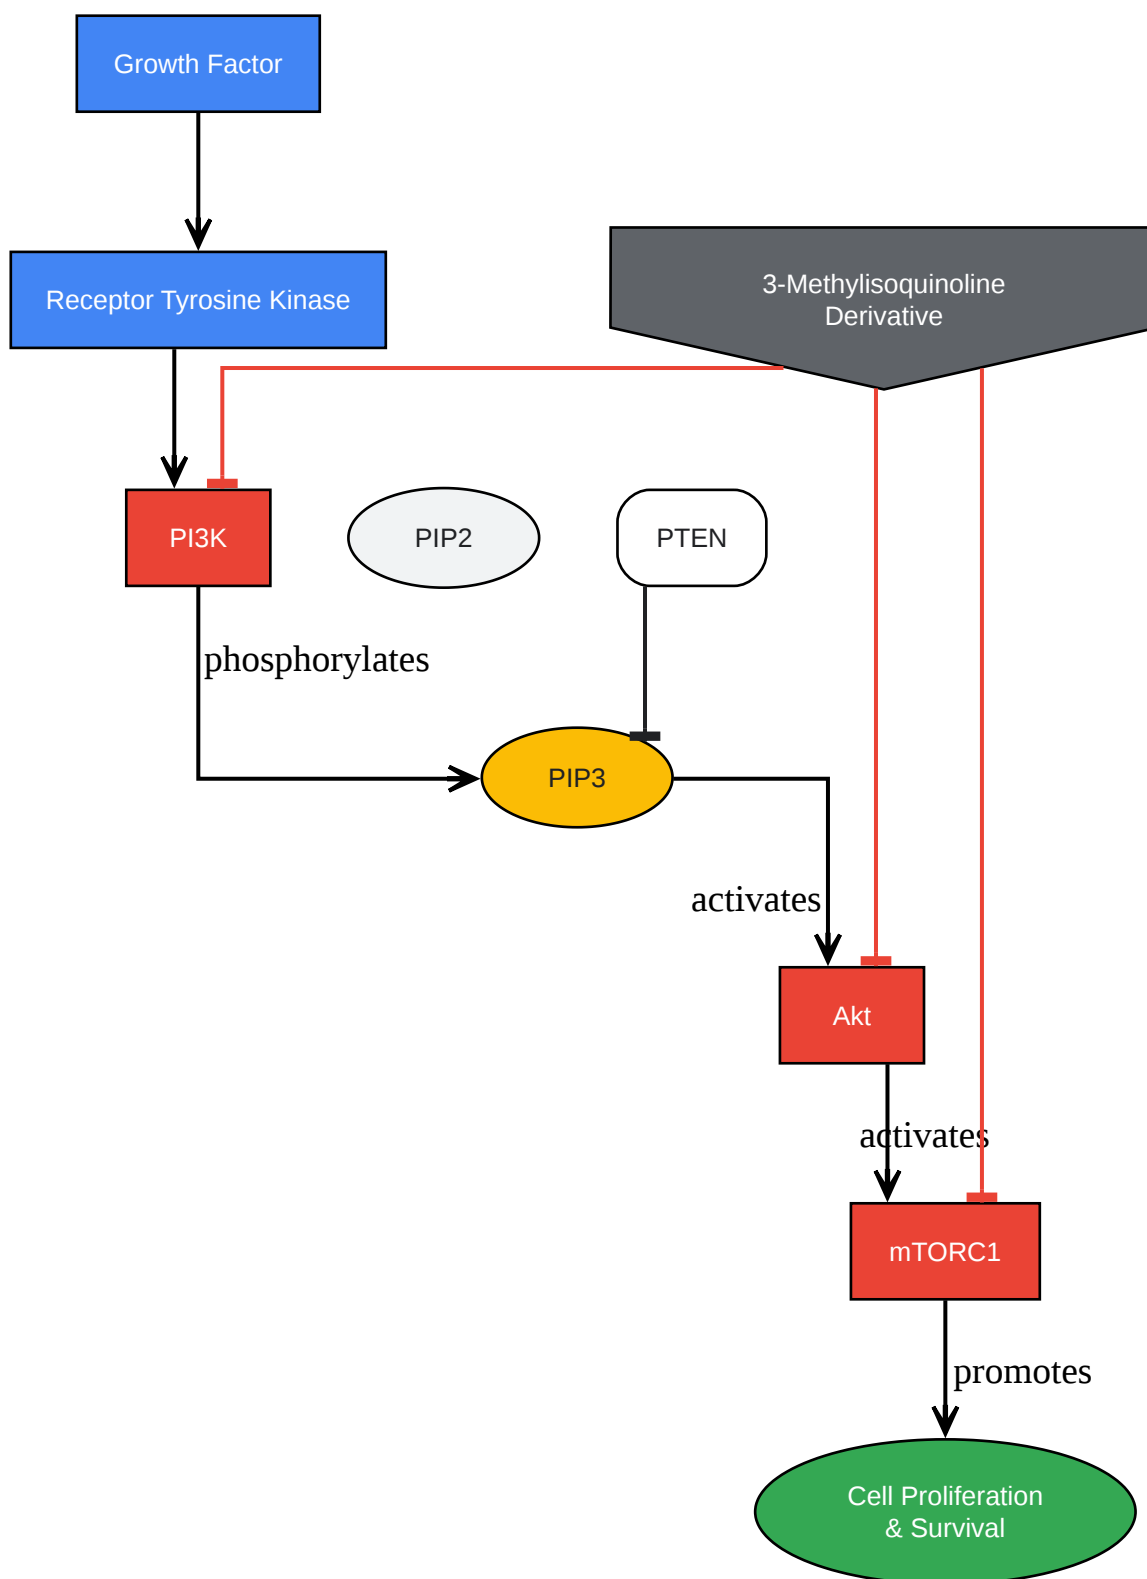 Growth Factor
Receptor Tyrosine Kinase
3-Methylisoquinoline
Derivative
PI3K
PIP2
PTEN
phosphorylates
PIP3
activates
Akt
activates
mTORC1
promotes
Cell Proliferation
& Survival